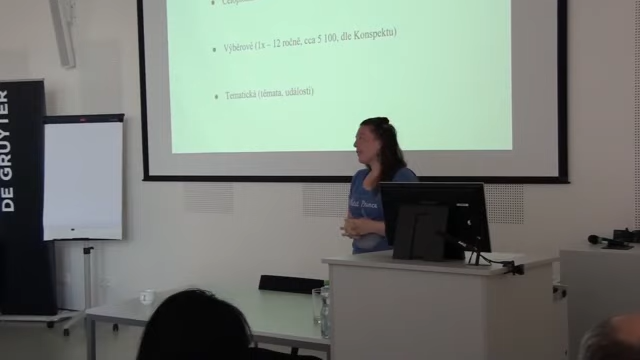 Výběrové (1x – 12 ročně, cca 5 100, dle Konspektu)
Tematická (témata, události)
DE GRUYTER